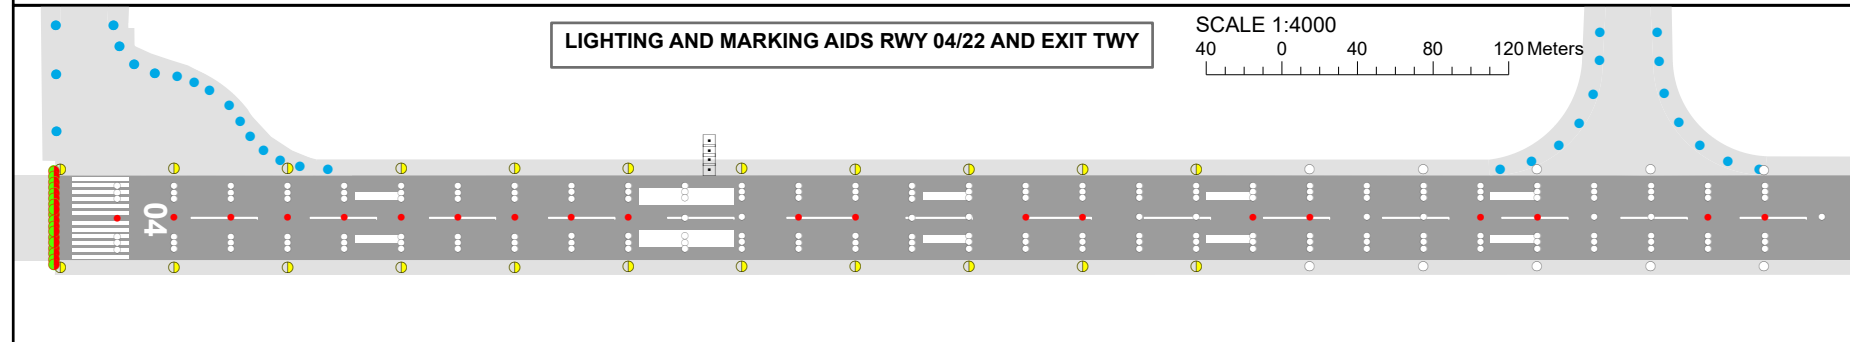 LIGHTING AND MARKING AIDS RWY 04/22 AND EXIT TWY
SCALE 1:4000
40 0 40 80 120 Meters
04